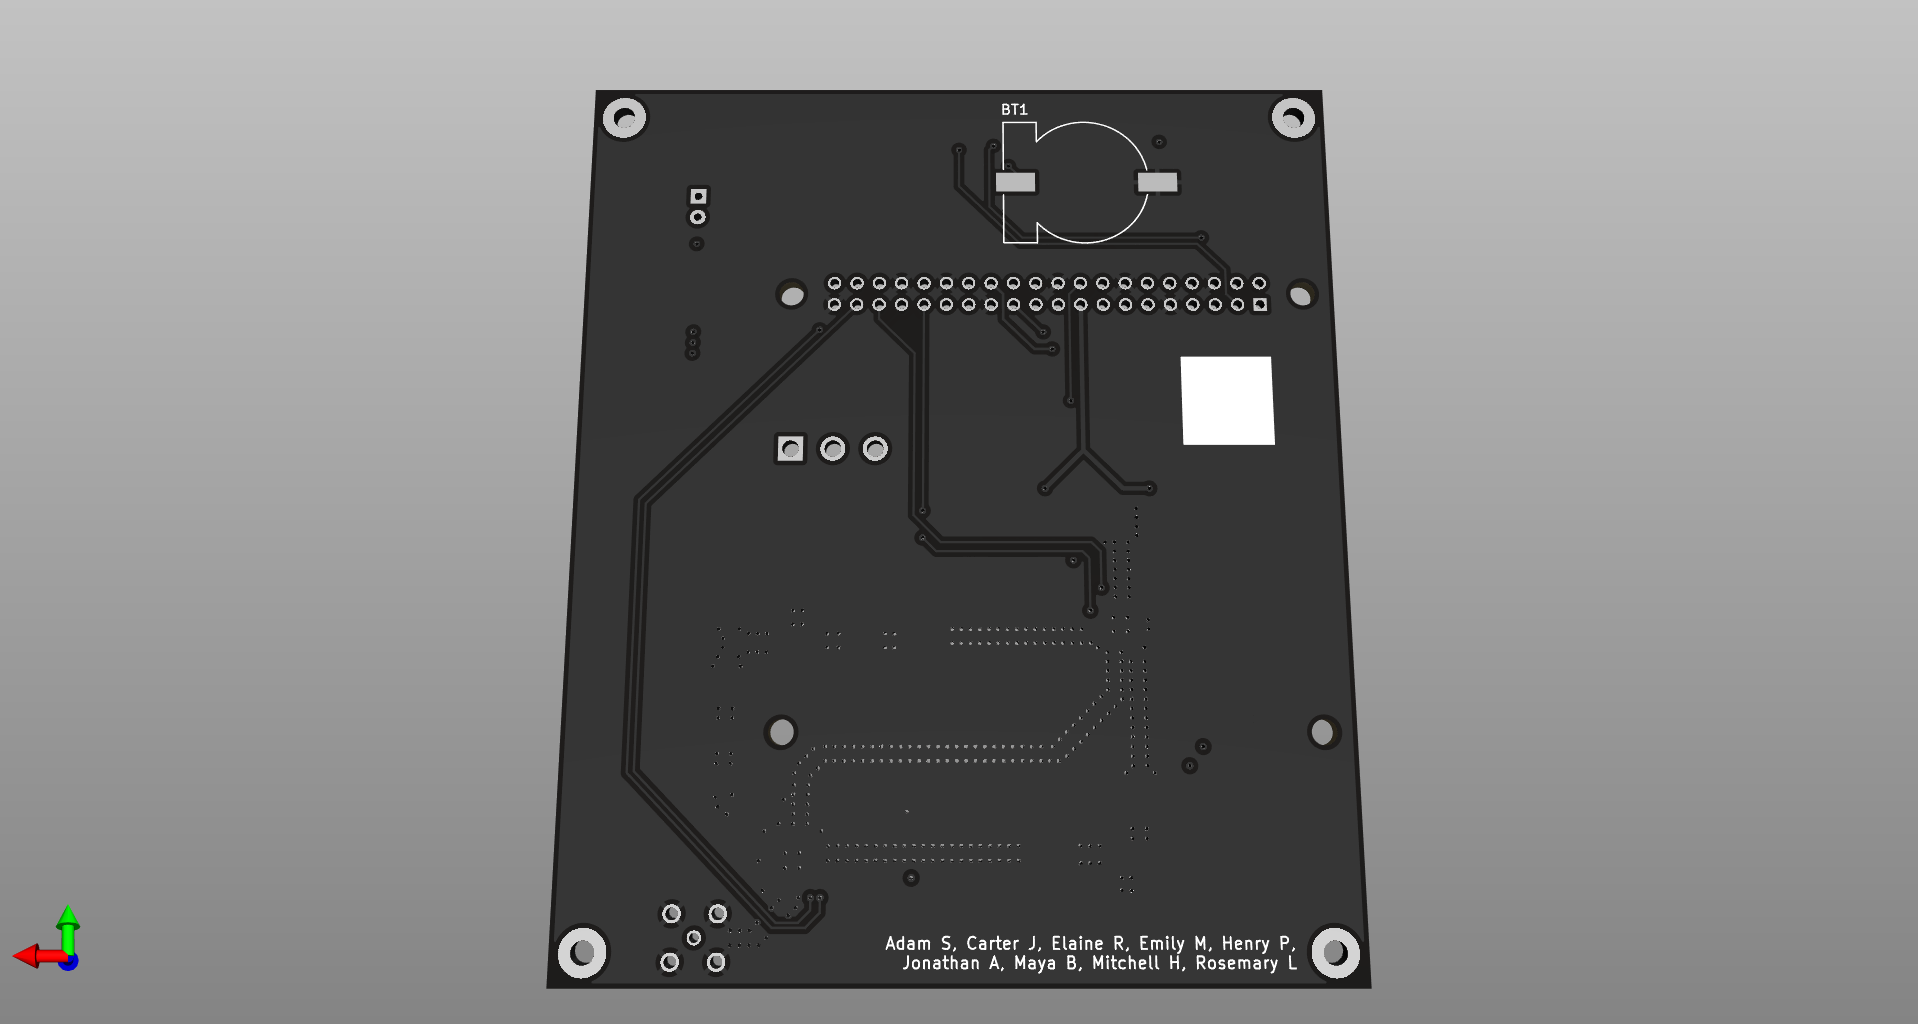 BT1
Adam S, Carter J, Elaine R, Emily M, Henry P,
Jonathan A, Maya B, Mitchell H, Rosemary L